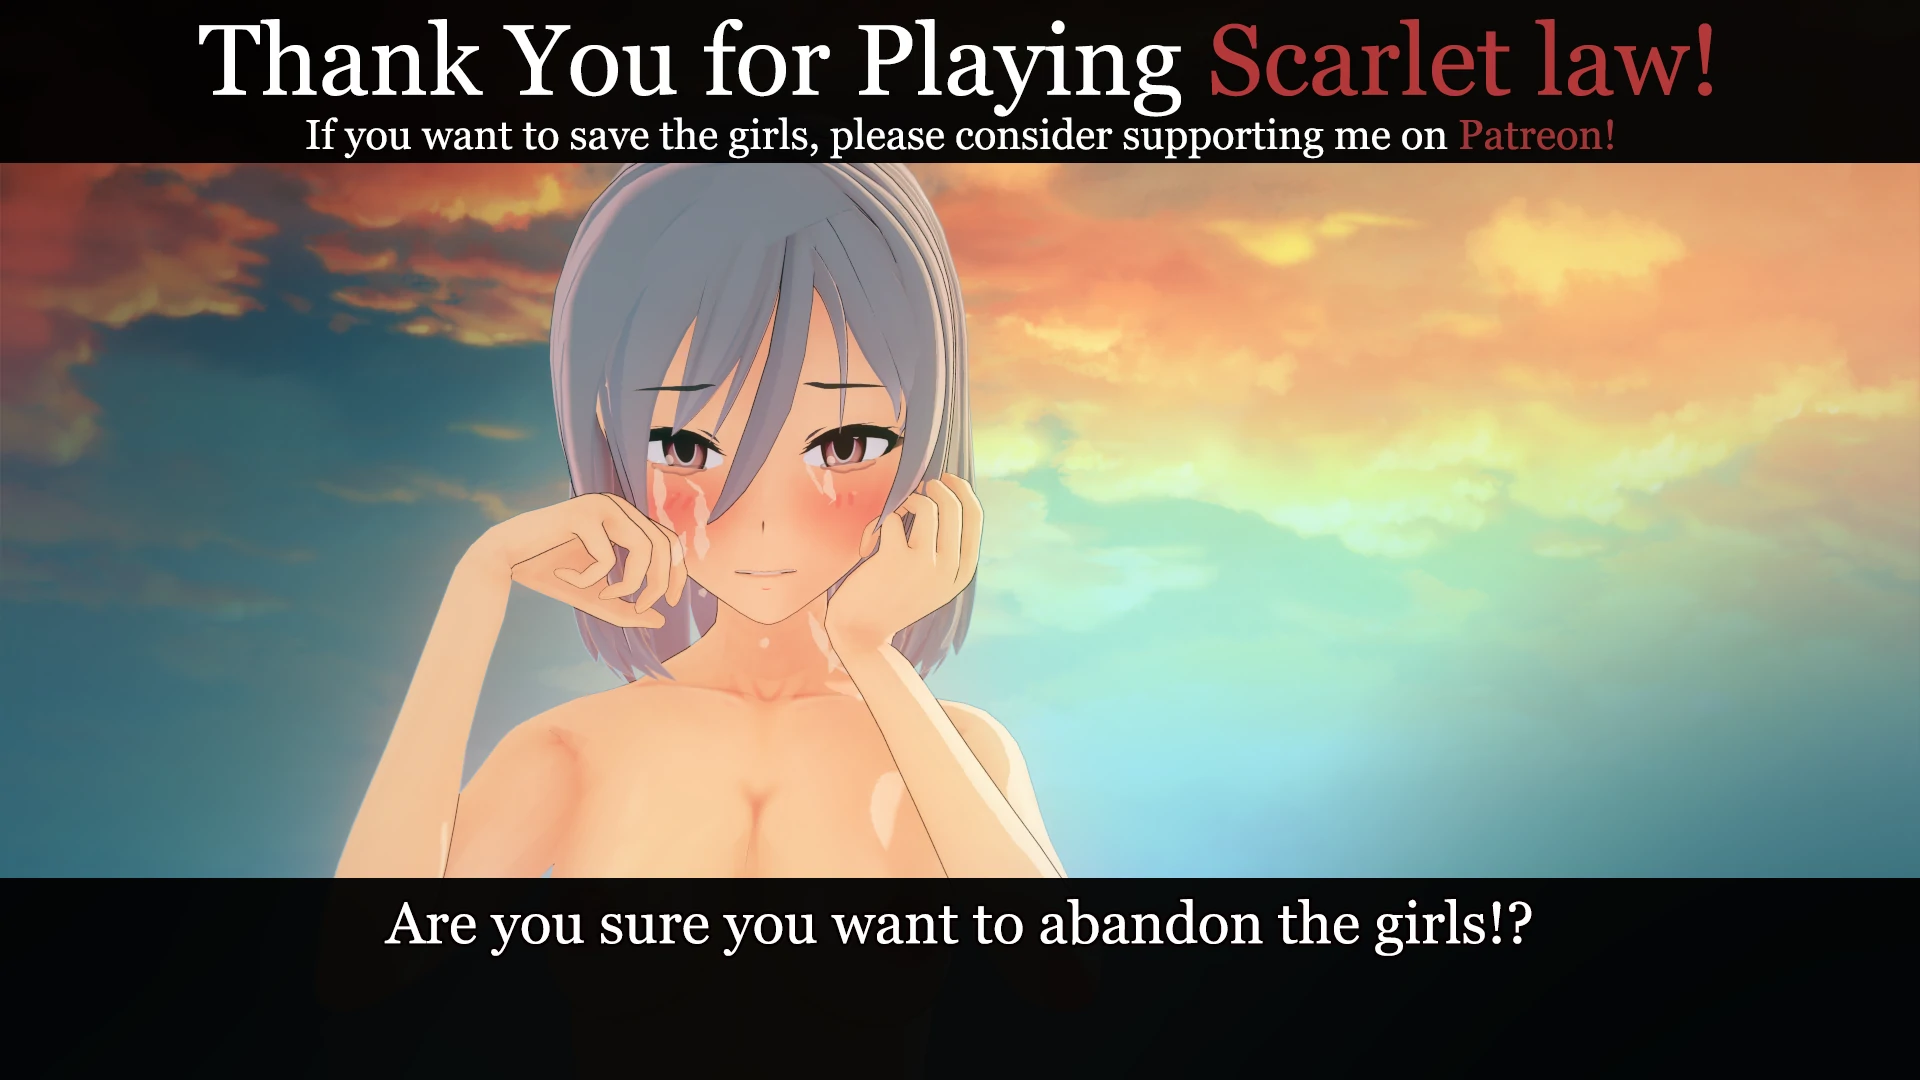 Thank You for Playing Scarlet law!
If you want to save the girls, please consider supporting me on Patreon!
Are you sure you want to abandon the girls!?